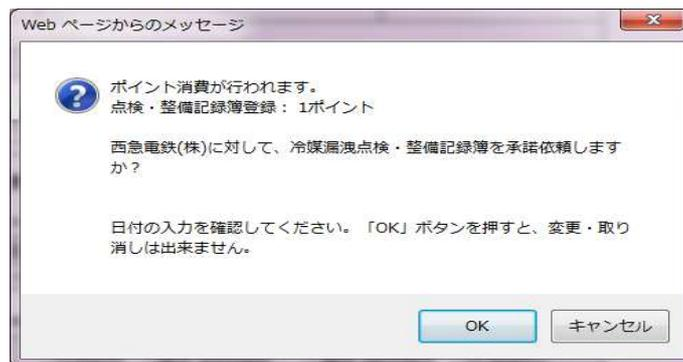 Web ページからのメッセージ
ポイント消費が行われます。
点検・整備記録簿登録： 1ポイント
西急電鉄(株)に対して、冷媒漏洩点検・整備記録簿を承諾依頼します
か？
日付の入力を確認してください。「OK」ボタンを押すと、変更・取り
消しは出来ません。
OK
キャンセル